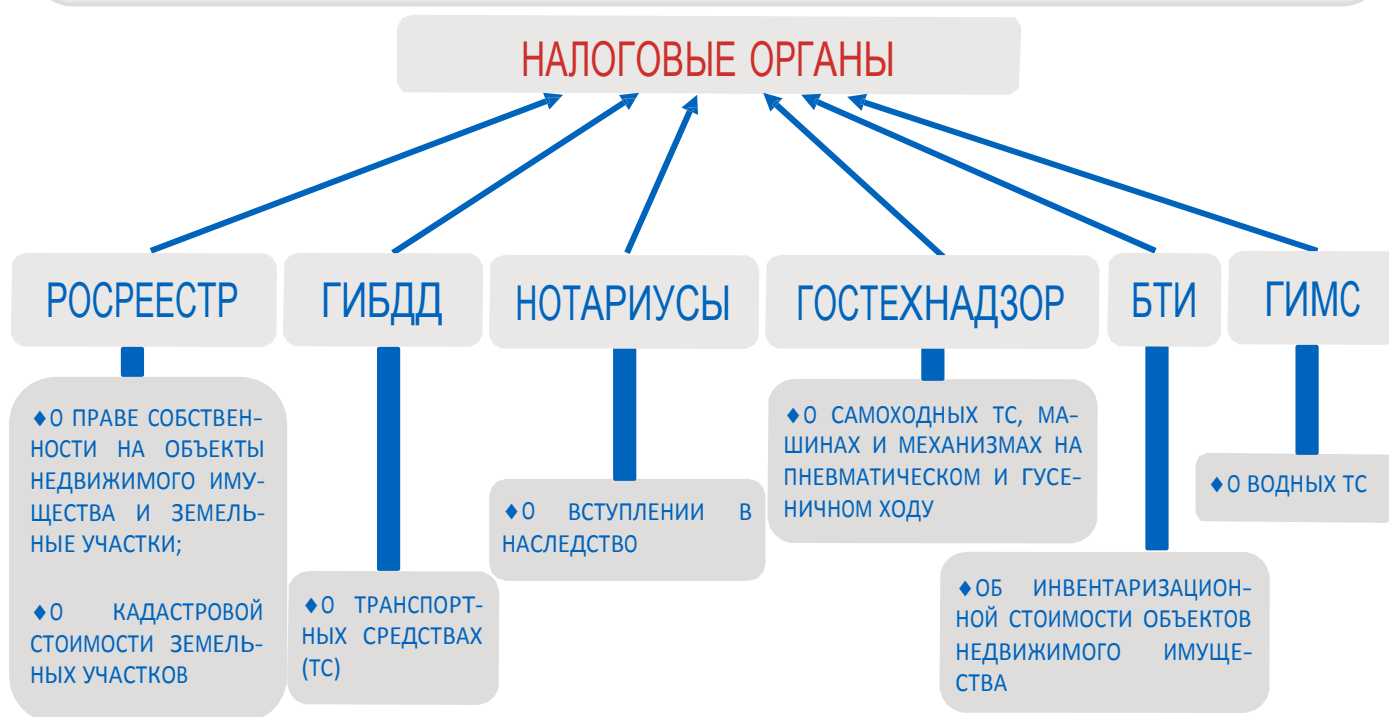 НАЛОГОВЫЕ ОРГАНЫ
РОСРЕЕСТР
ГИБДД
НОТАРИУСЫ
ГОСТЕХНАДЗОР
БТИ
ГИМС
♦О ПРАВЕ СОБСТВЕН-
НОСТИ НА ОБЪЕКТЫ
НЕДВИЖИМОГО ИМУ-
ЩЕСТВА И ЗЕМЕЛЬ-
НЫЕ УЧАСТКИ;
♦О КАДАСТРОВОЙ
СТОИМОСТИ ЗЕМЕЛЬ-
НЫХ УЧАСТКОВ
♦О ТРАНСПОРТ-
НЫХ СРЕДСТВАХ
(ТС)
♦О ВСТУПЛЕНИИ В
НАСЛЕДСТВО
♦О САМОХОДНЫХ ТС, МА-
ШИНАХ И МЕХАНИЗМАХ НА
ПНЕВМАТИЧЕСКОМ И ГУСЕ-
НИЧНОМ ХОДУ
♦ОБ ИНВЕНТАРИЗАЦИОН-
НОЙ СТОИМОСТИ ОБЪЕКТОВ
НЕДВИЖИМОГО ИМУЩЕ-
СТВА
♦О ВОДНЫХ ТС